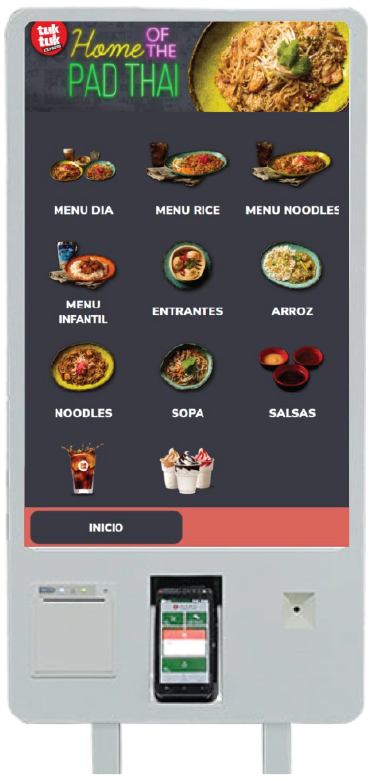 tuk
tuk
Home OF
THE
PAD THAI
MENU DIA
MENU RICE
MENU NOODLES
MENU
INFANTIL
ENTRANTES
ARROZ
NOODLES
SOPA
SALSAS
INICIO